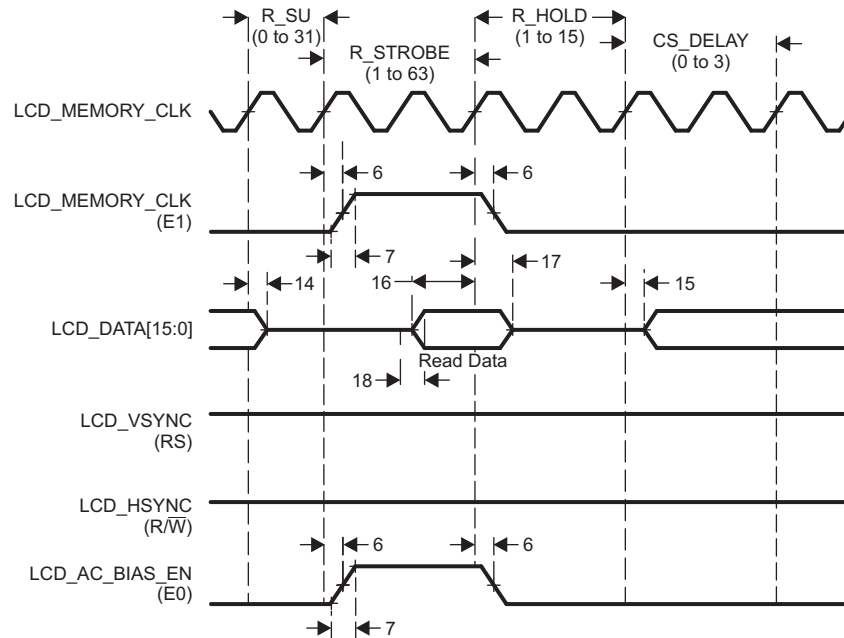 R_SU
(0 to 31)
R_STROBE
(1 to 63)
R_HOLD
(1 to 15)
CS_DELAY
(0 to 3)
LCD_MEMORY_CLK
6
6
LCD_MEMORY_CLK
(E1)
7
14
16
17
15
LCD_DATA[15:0]
Read Data
18
LCD_VSYNC
(RS)
LCD_HSYNC
(R/W̅)
6
6
LCD_AC_BIAS_EN
(E0)
7